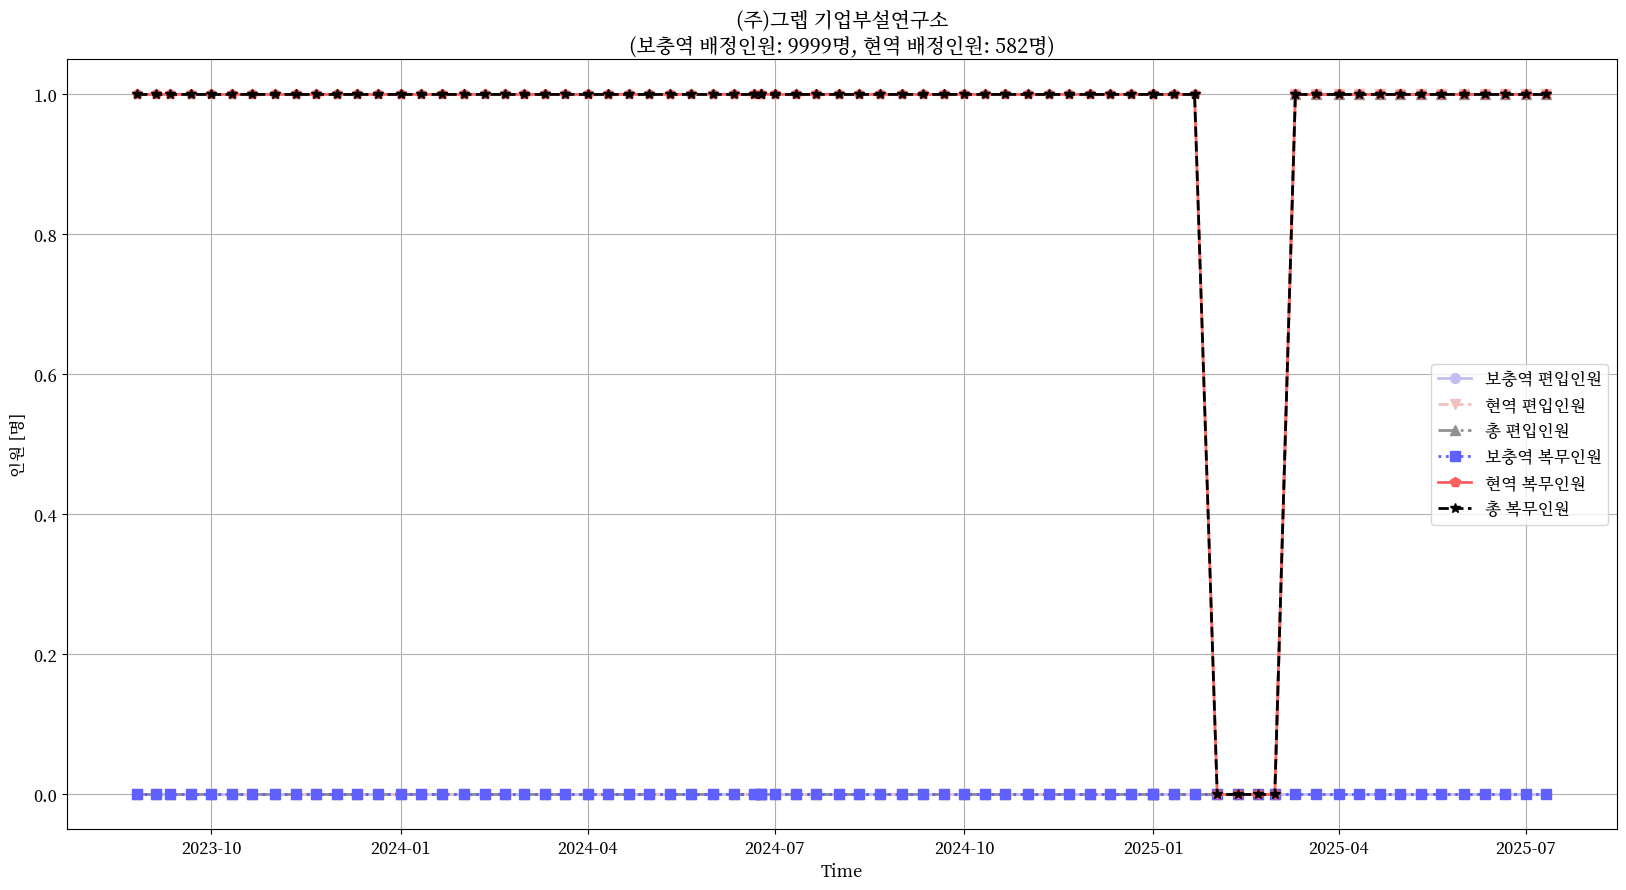 (주)그렙 기업부설연구소
(보충역 배정인원: 9999명, 현역 배정인원: 582명)
1.0
0.8
0.6
0.4
0.2
0.0
인원 [명]
보충역 편입인원
현역 편입인원
총 편입인원
보충역 복무인원
현역 복무인원
총 복무인원
2023-10
2024-01
2024-04
2024-07
2024-10
2025-01
2025-04
2025-07
Time